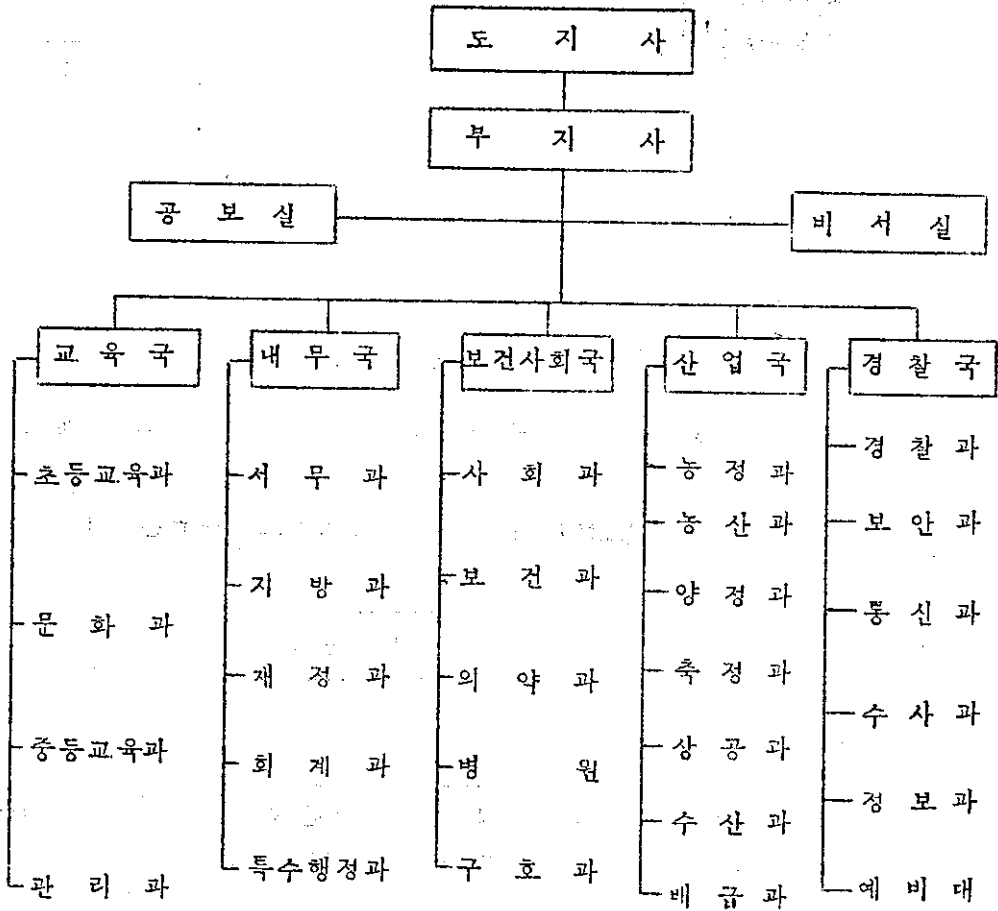 도 지 사
부 지 사
공 보 실
비 서 실
교 육 국
내 무 국
보건사회국
산 업 국
경 찰 국
초등교육과
문 화 과
중등교육과
관 리 과
서 무 과
지 방 과
재 정 과
회 계 과
특수행정과
사 회 과
보 건 과
의 약 과
병 원
구 호 과
농 정 과
농 산 과
양 정 과
축 정 과
상 공 과
수 산 과
배 급 과
경 찰 과
보 안 과
통 신 과
수 사 과
정 보 과
예 비 대